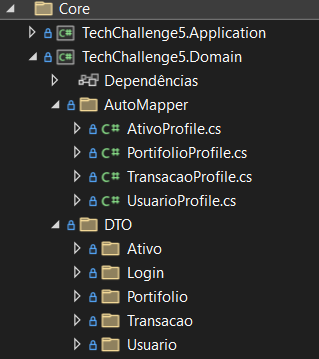 Core
C# TechChallenge5.Application
C# TechChallenge5.Domain
Dependências
AutoMapper
C# AtivoProfile.cs
C# PortifolioProfile.cs
C# TransacaoProfile.cs
C# UsuarioProfile.cs
DTO
Ativo
Login
Portifolio
Transacao
Usuario